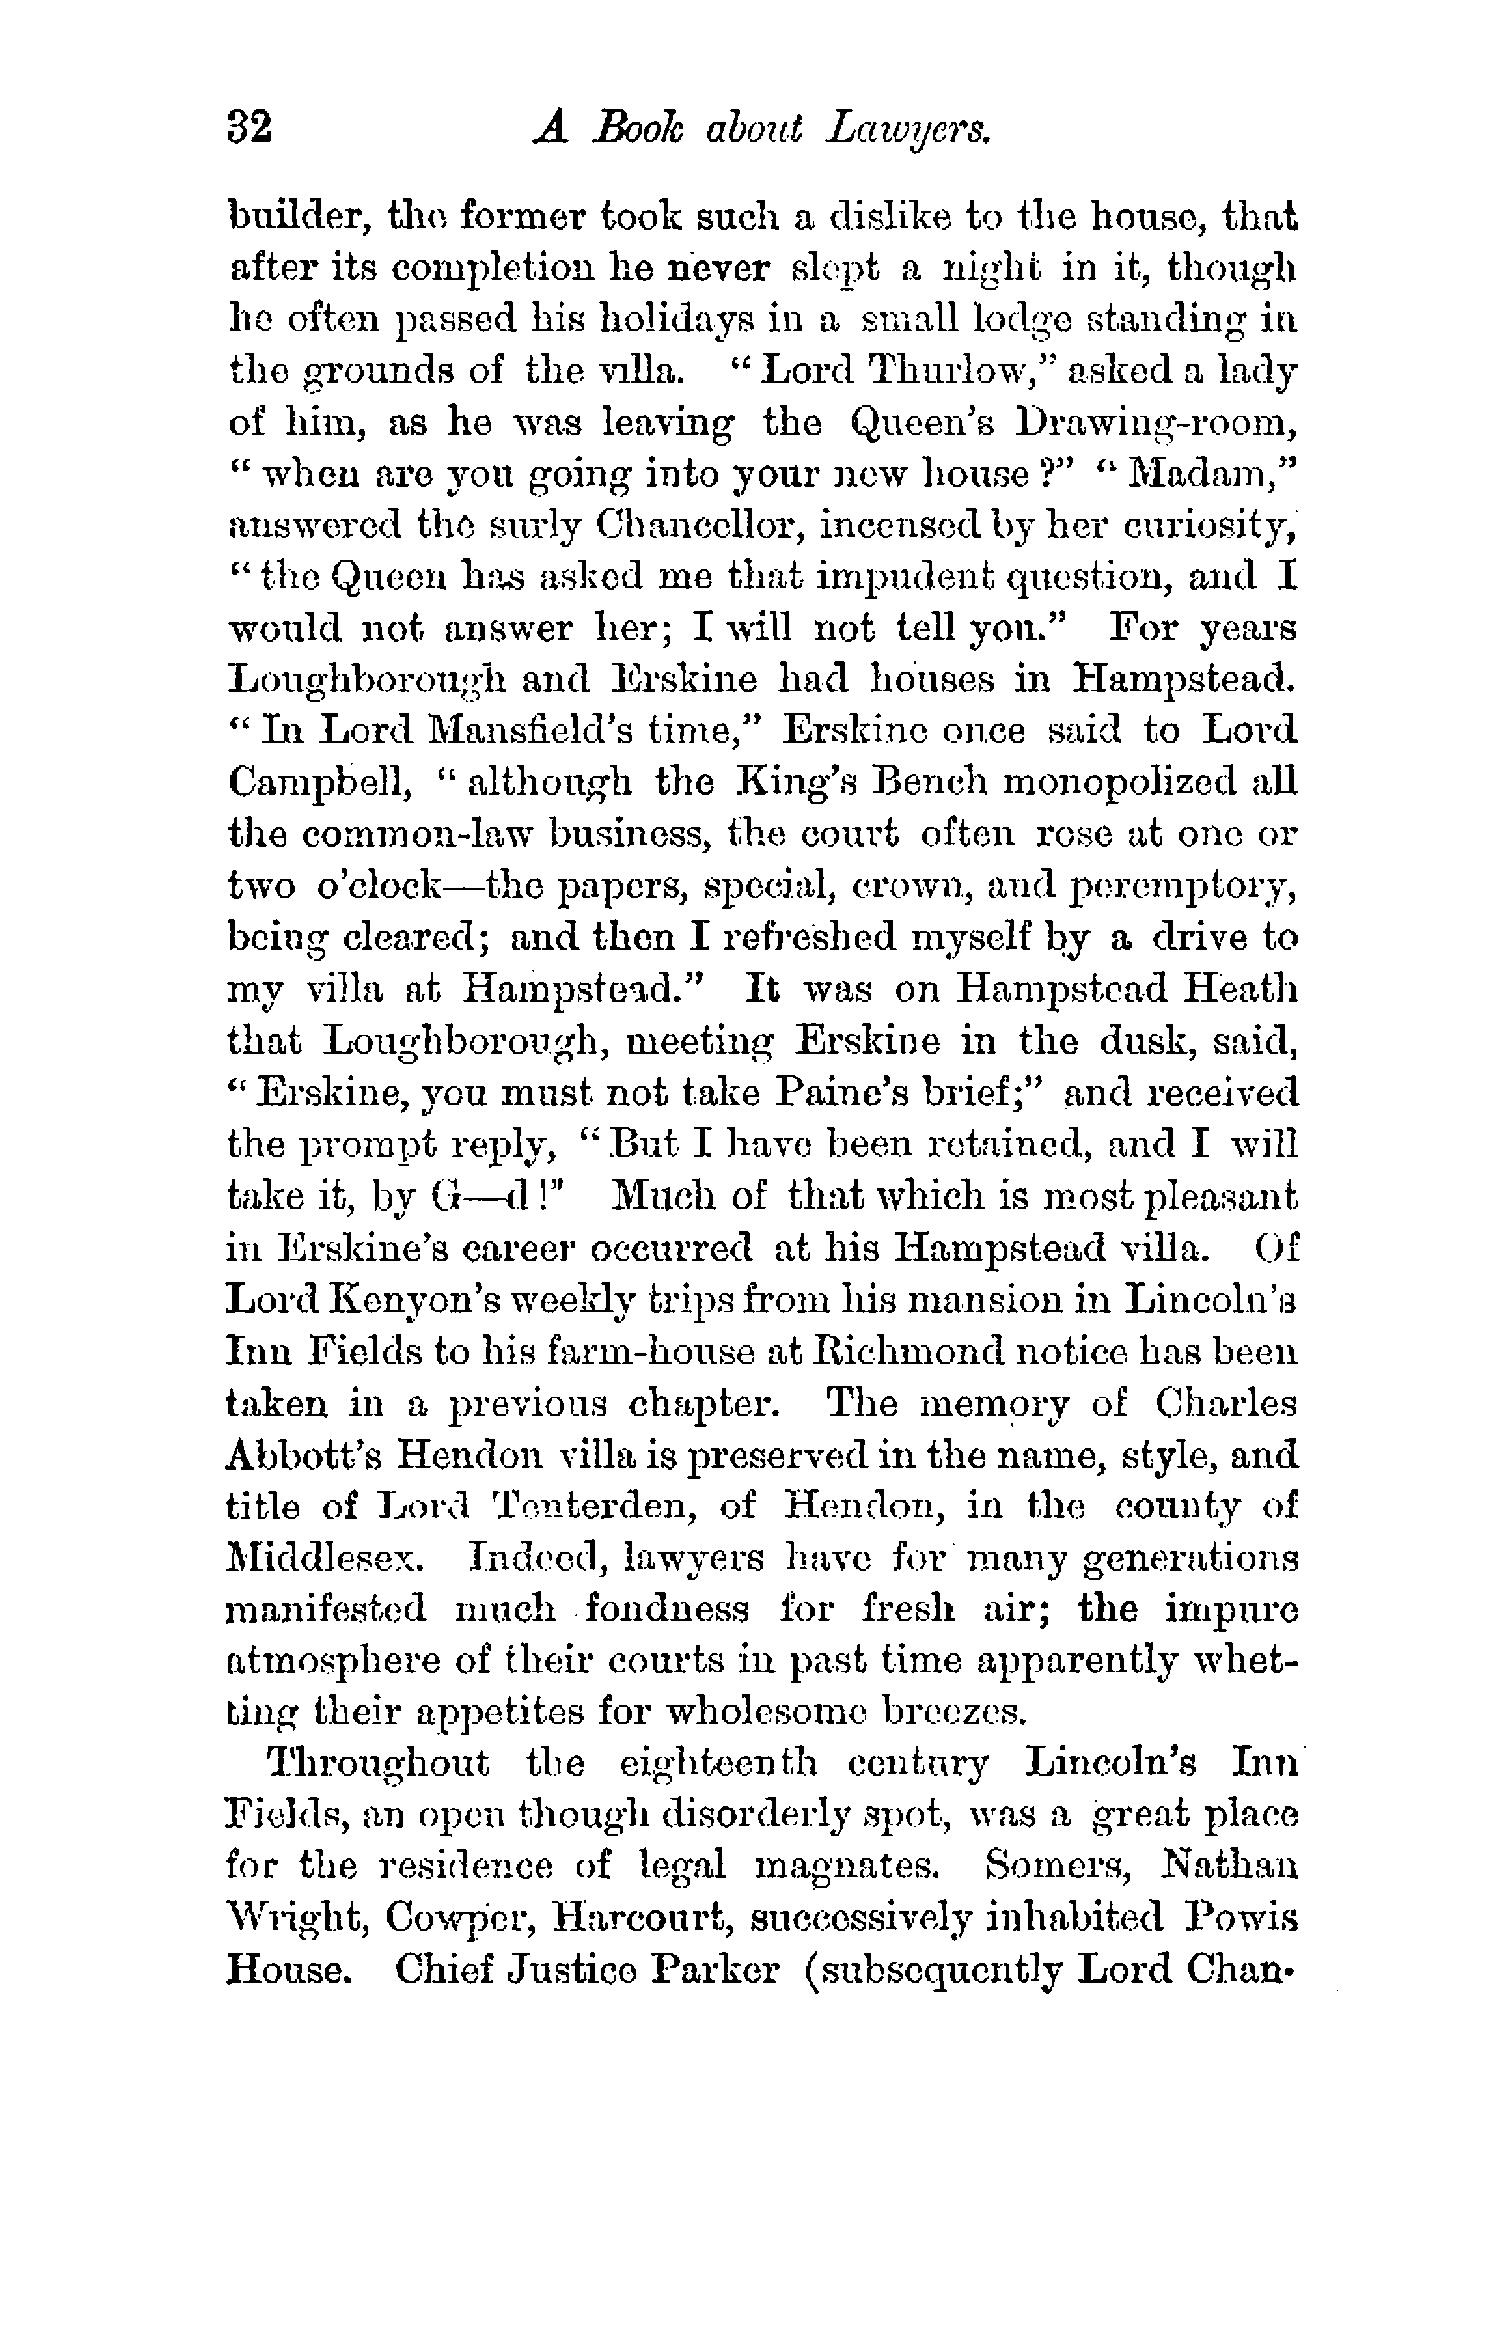 32 A Book about Lawyers.
builder, the former took such a dislike to the house, that
after its completion he never slept a night in it, though
he often passed his holidays in a small lodge standing in
the grounds of the villa. “Lord Thurlow,” asked a lady
of him, as he was leaving the Queen’s Drawing-room,
“when are you going into your new house?” “Madam,”
answered the surly Chancellor, incensed by her curiosity,
“the Queen has asked me that impudent question, and I
would not answer her; I will not tell you.” For years
Loughborough and Erskine had houses in Hampstead.
“In Lord Mansfield’s time,” Erskine once said to Lord
Campbell, “although the King’s Bench monopolized all
the common-law business, the court often rose at one or
two o’clock—the papers, special, crown, and peremptory,
being cleared; and then I refreshed myself by a drive to
my villa at Hampstead.” It was on Hampstead Heath
that Loughborough, meeting Erskine in the dusk, said,
“Erskine, you must not take Paine’s brief;” and received
the prompt reply, “But I have been retained, and I will
take it, by G—d!” Much of that which is most pleasant
in Erskine’s career occurred at his Hampstead villa. Of
Lord Kenyon’s weekly trips from his mansion in Lincoln’s
Inn Fields to his farm-house at Richmond notice has been
taken in a previous chapter. The memory of Charles
Abbott’s Hendon villa is preserved in the name, style, and
title of Lord Tenterden, of Hendon, in the county of
Middlesex. Indeed, lawyers have for many generations
manifested much fondness for fresh air; the impure
atmosphere of their courts in past time apparently whet-
ting their appetites for wholesome breezes.
Throughout the eighteenth century Lincoln’s Inn
Fields, an open though disorderly spot, was a great place
for the residence of legal magnates. Somers, Nathan
Wright, Cowper, Harcourt, successively inhabited Powis
House. Chief Justice Parker (subsequently Lord Chan-